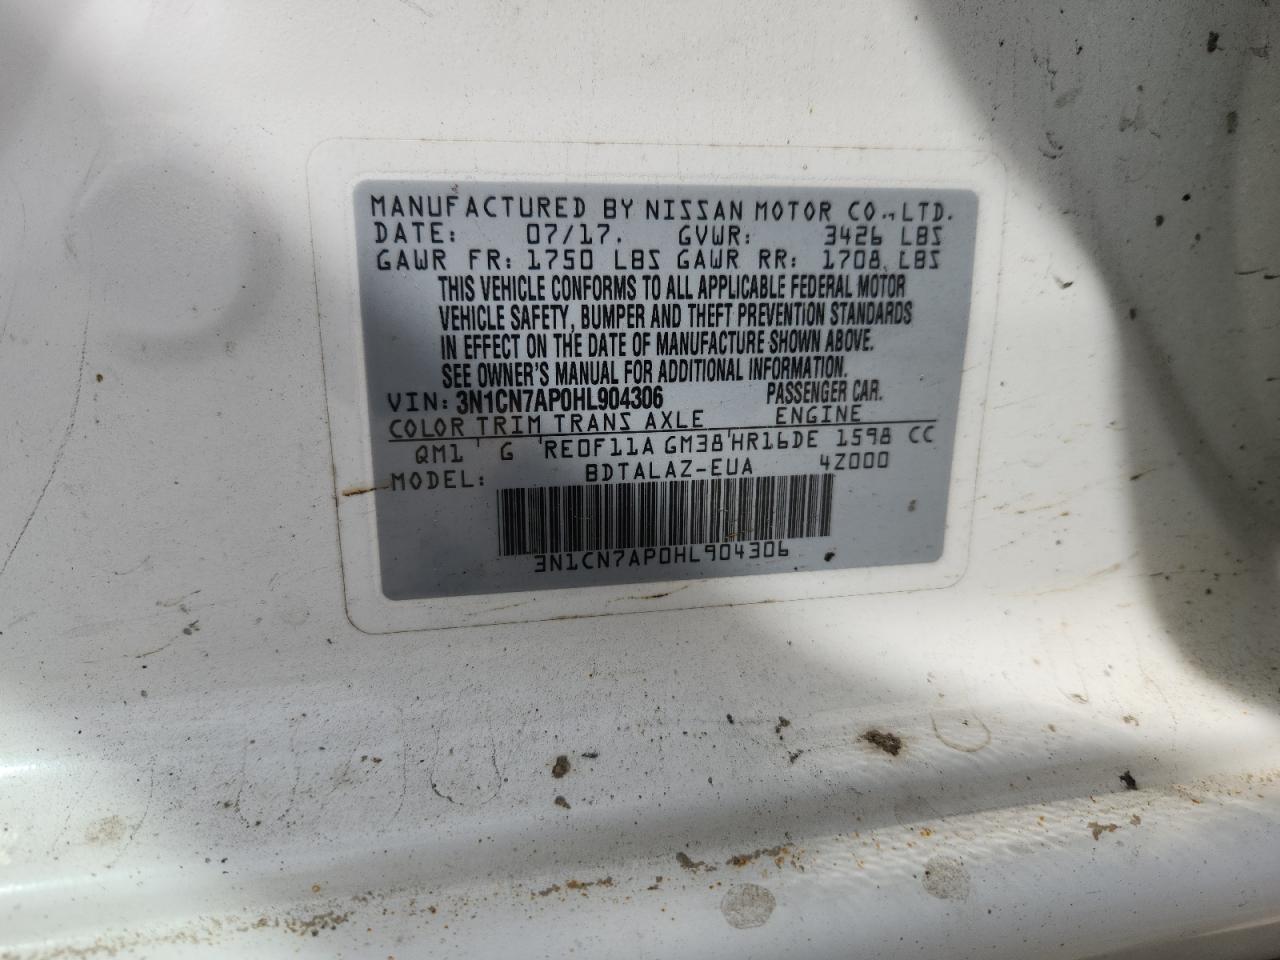 MANUFACTURED BY NISSAN MOTOR CO., LTD.
DATE: 07/17. GVWR: 3426 LBS
GAWR FR: 1750 LBS GAWR RR: 1708 LBS
THIS VEHICLE CONFORMS TO ALL APPLICABLE FEDERAL MOTOR
VEHICLE SAFETY, BUMPER AND THEFT PREVENTION STANDARDS
IN EFFECT ON THE DATE OF MANUFACTURE SHOWN ABOVE.
SEE OWNER'S MANUAL FOR ADDITIONAL INFORMATION.
VIN: 3N1CN7AP0HL904306 PASSENGER CAR.
COLOR TRIM TRANS AXLE ENGINE
QM1 ' G 'RE0F11A GM38'HR16DE 1598 CC
MODEL: BDTALAZ-EUA 4Z000
3N1CN7AP0HL904306